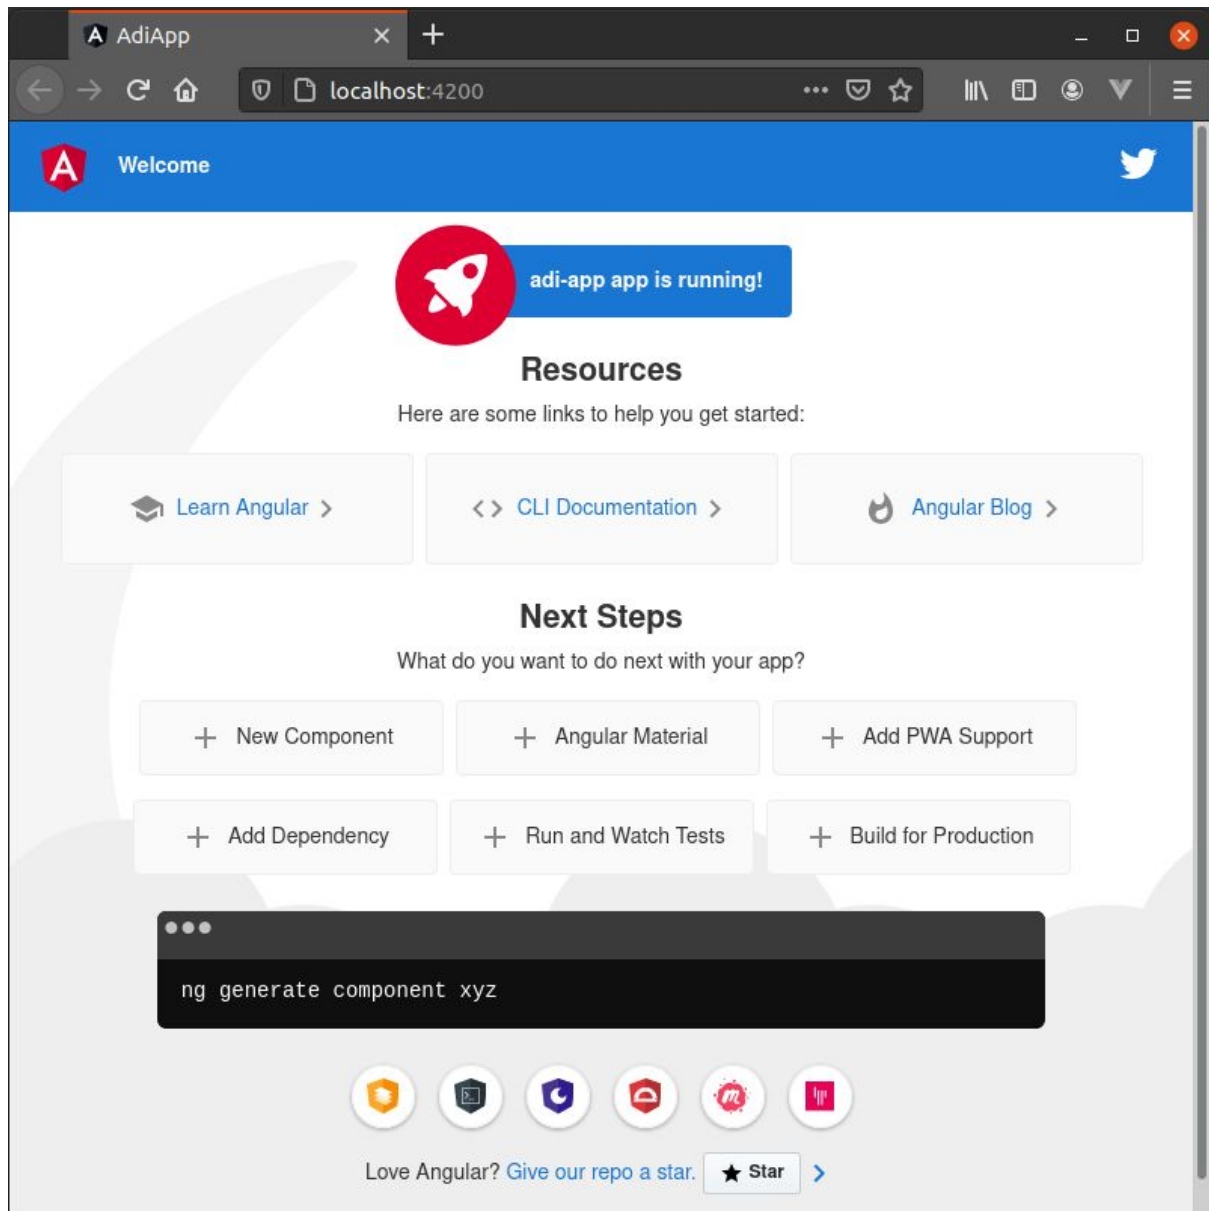 AdiApp
localhost:4200
Welcome
adi-app app is running!
Resources
Here are some links to help you get started:
Learn Angular
CLI Documentation
Angular Blog
Next Steps
What do you want to do next with your app?
New Component
Angular Material
Add PWA Support
Add Dependency
Run and Watch Tests
Build for Production
ng generate component xyz
Love Angular? Give our repo a star. Star